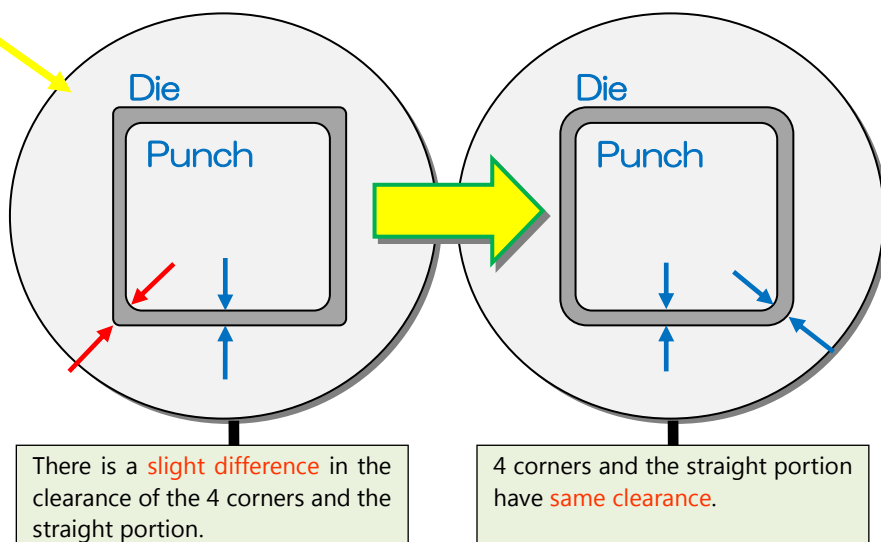 Die
Punch
Die
Punch
There is a slight difference in the
clearance of the 4 corners and the
straight portion.
4 corners and the straight portion
have same clearance.